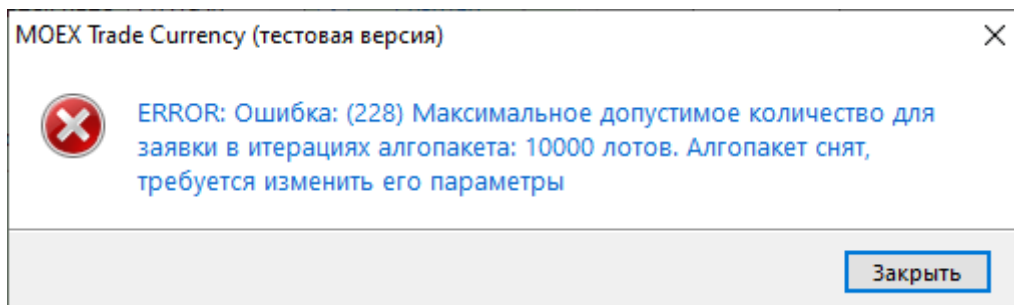 MOEX Trade Currency (тестовая версия)
ERROR: Ошибка: (228) Максимальное допустимое количество для
заявки в итерациях алгопакета: 10000 лотов. Алгопакет снят,
требуется изменить его параметры
Закрыть